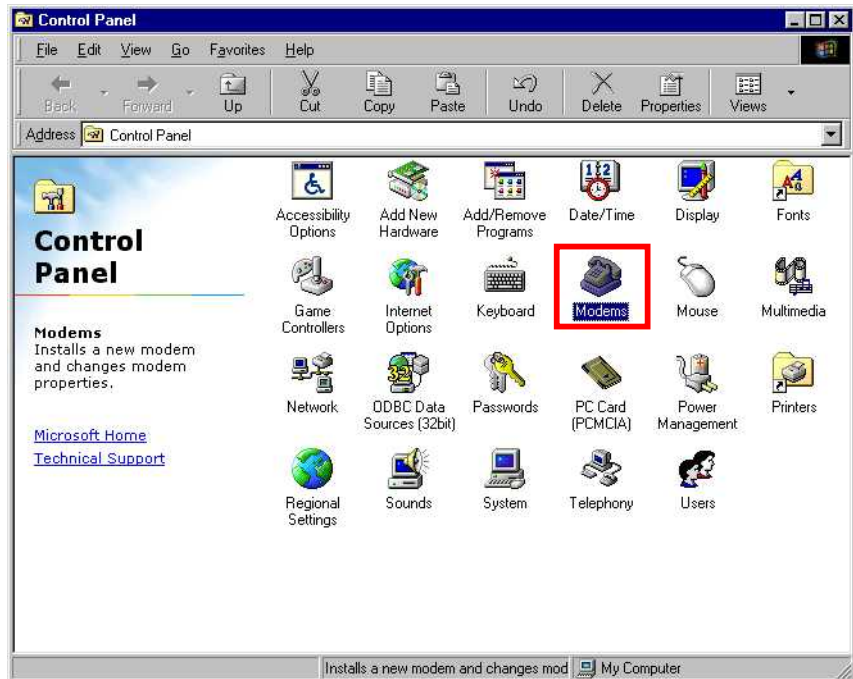 Control Panel
File Edit View Go Favorites Help
Back Forward Up Cut Copy Paste Undo Delete Properties Views
Address Control Panel
Control
Panel
Modems
Installs a new modem
and changes modem
properties.
Microsoft Home
Technical Support
Accessibility
Options
Add New
Hardware
Add/Remove
Programs
Date/Time
Display
Fonts
Game
Controllers
Internet
Options
Keyboard
Modems
Mouse
Multimedia
Network
ODBC Data
Sources (32bit)
Passwords
PC Card
(PCMCIA)
Power
Management
Printers
Regional
Settings
Sounds
System
Telephony
Users
Installs a new modem and changes mod My Computer